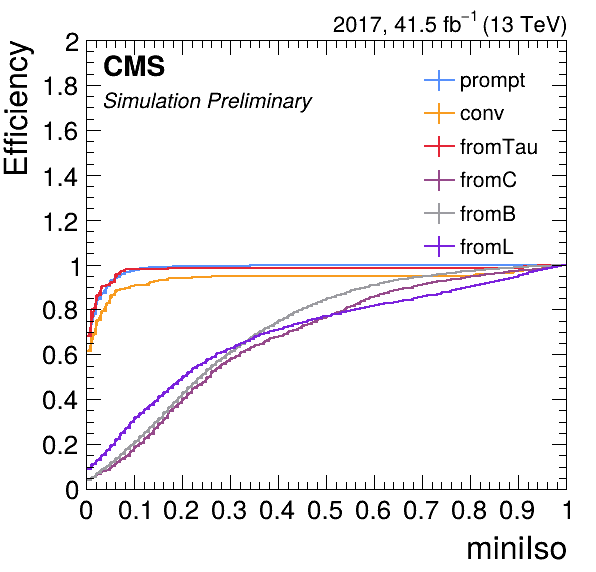 2017, 41.5 fb⁻¹ (13 TeV)
CMS
Simulation Preliminary
prompt
conv
fromTau
fromC
fromB
fromL
Efficiency
2
1.8
1.6
1.4
1.2
1
0.8
0.6
0.4
0.2
0
0 0.1 0.2 0.3 0.4 0.5 0.6 0.7 0.8 0.9 1
miniIso